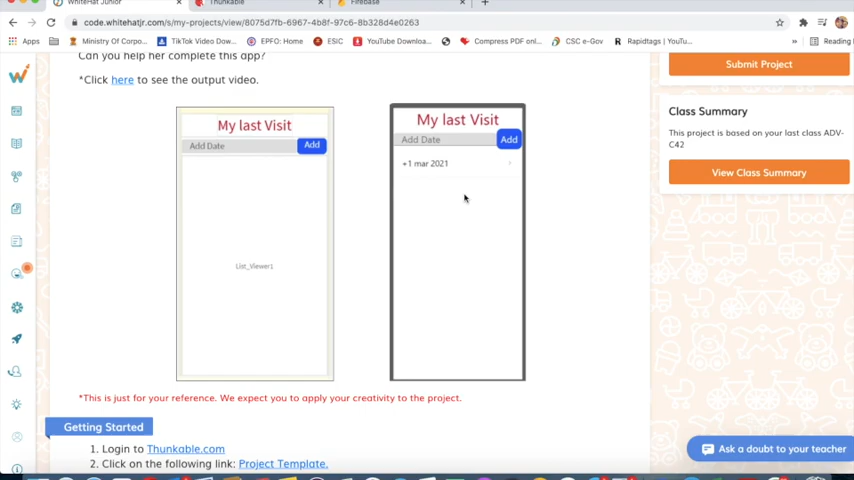 WhiteHat Junior
Thunkable
Firebase
code.whitehatjr.com/s/my-projects/view/8075d7fb-6967-4b8f-97c6-8b328d4e0263
Apps
Ministry Of Corpo...
TikTok Video Dow...
EPFO: Home
YouTube Downloa...
Compress PDF onl...
CSC e-Gov
Rapidtags | YouTu...
»
Reading
Can you help her complete this app?
*Click here to see the output video.
My last Visit
Add Date
Add
List_Viewer1
My last Visit
Add Date
Add
+1 mar 2021
*This is just for your reference. We expect you to apply your creativity to the project.
Getting Started
1. Login to Thunkable.com
2. Click on the following link: Project Template.
Submit Project
Class Summary
This project is based on your last class ADV-
C42
View Class Summary
Ask a doubt to your teacher